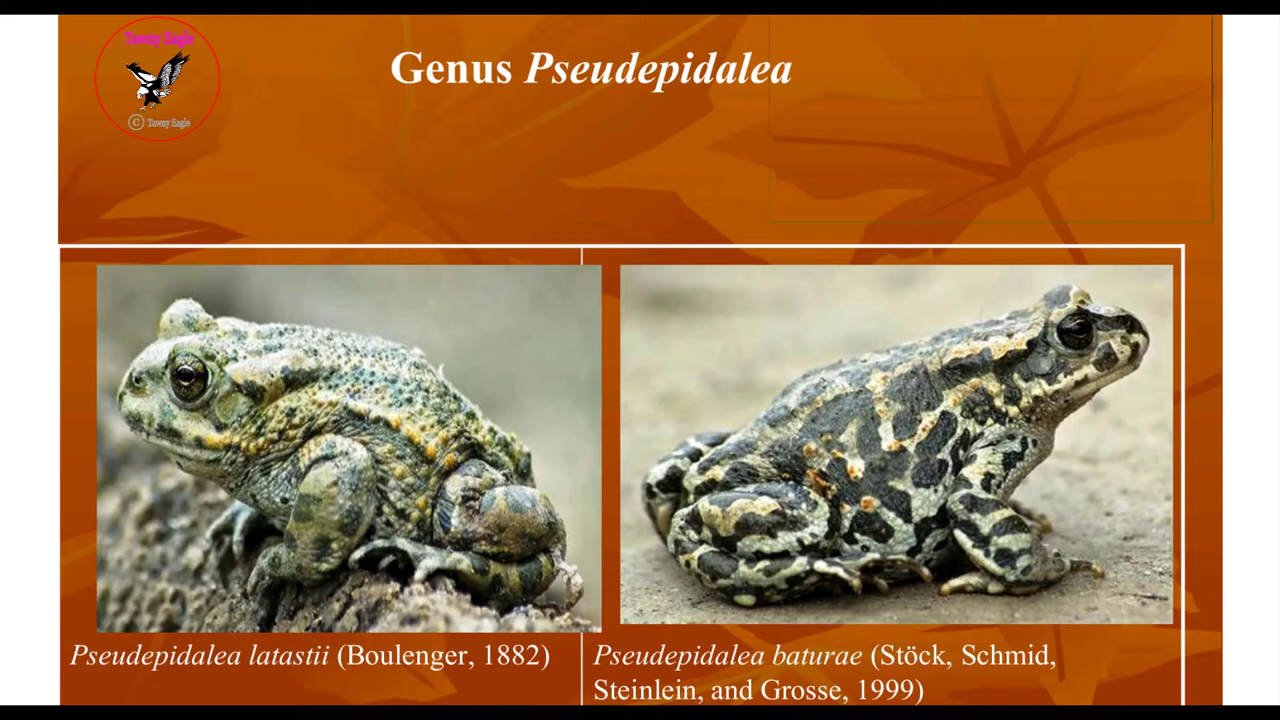 Tawny Eagle
© Tawny Eagle
Genus Pseudepidalea
Pseudepidalea latastii (Boulenger, 1882)
Pseudepidalea baturae (Stöck, Schmid,
Steinlein, and Grosse, 1999)